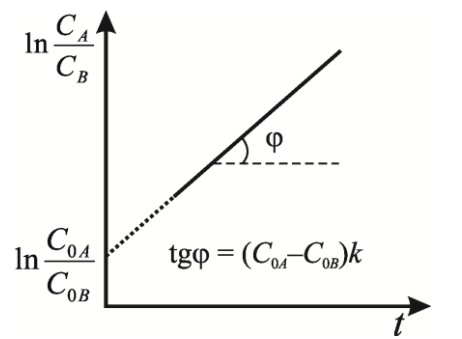 ln C_A / C_B
φ
ln C_0A / C_0B
tgφ = (C_0A–C_0B)k
t